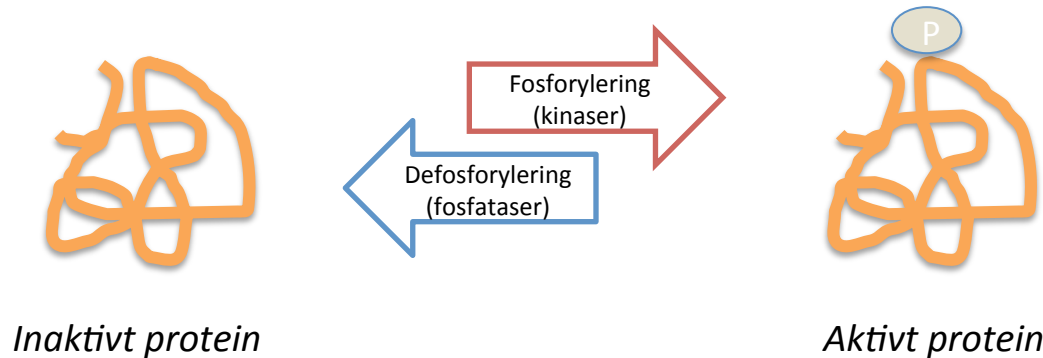 P
Fosforylering
(kinaser)
Defosforylering
(fosfataser)
Inaktivt protein
Aktivt protein